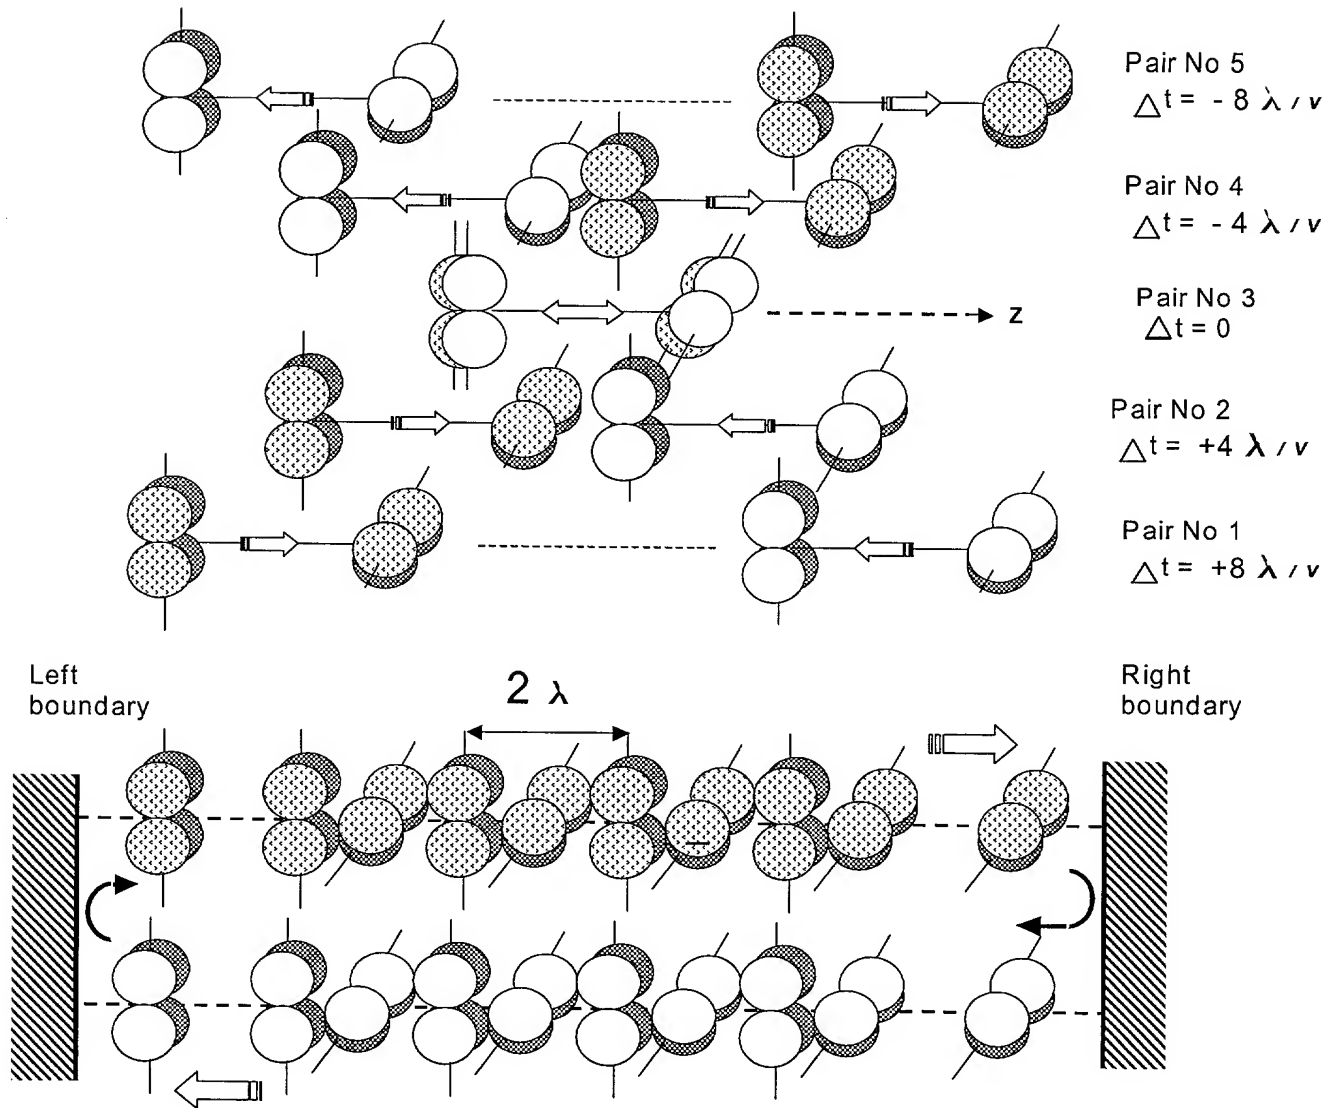 Pair No 5
△t = - 8 λ / v
Pair No 4
△t = - 4 λ / v
Pair No 3
△t = 0
z
Pair No 2
△t = +4 λ / v
Pair No 1
△t = +8 λ / v
Left
boundary
2 λ
Right
boundary